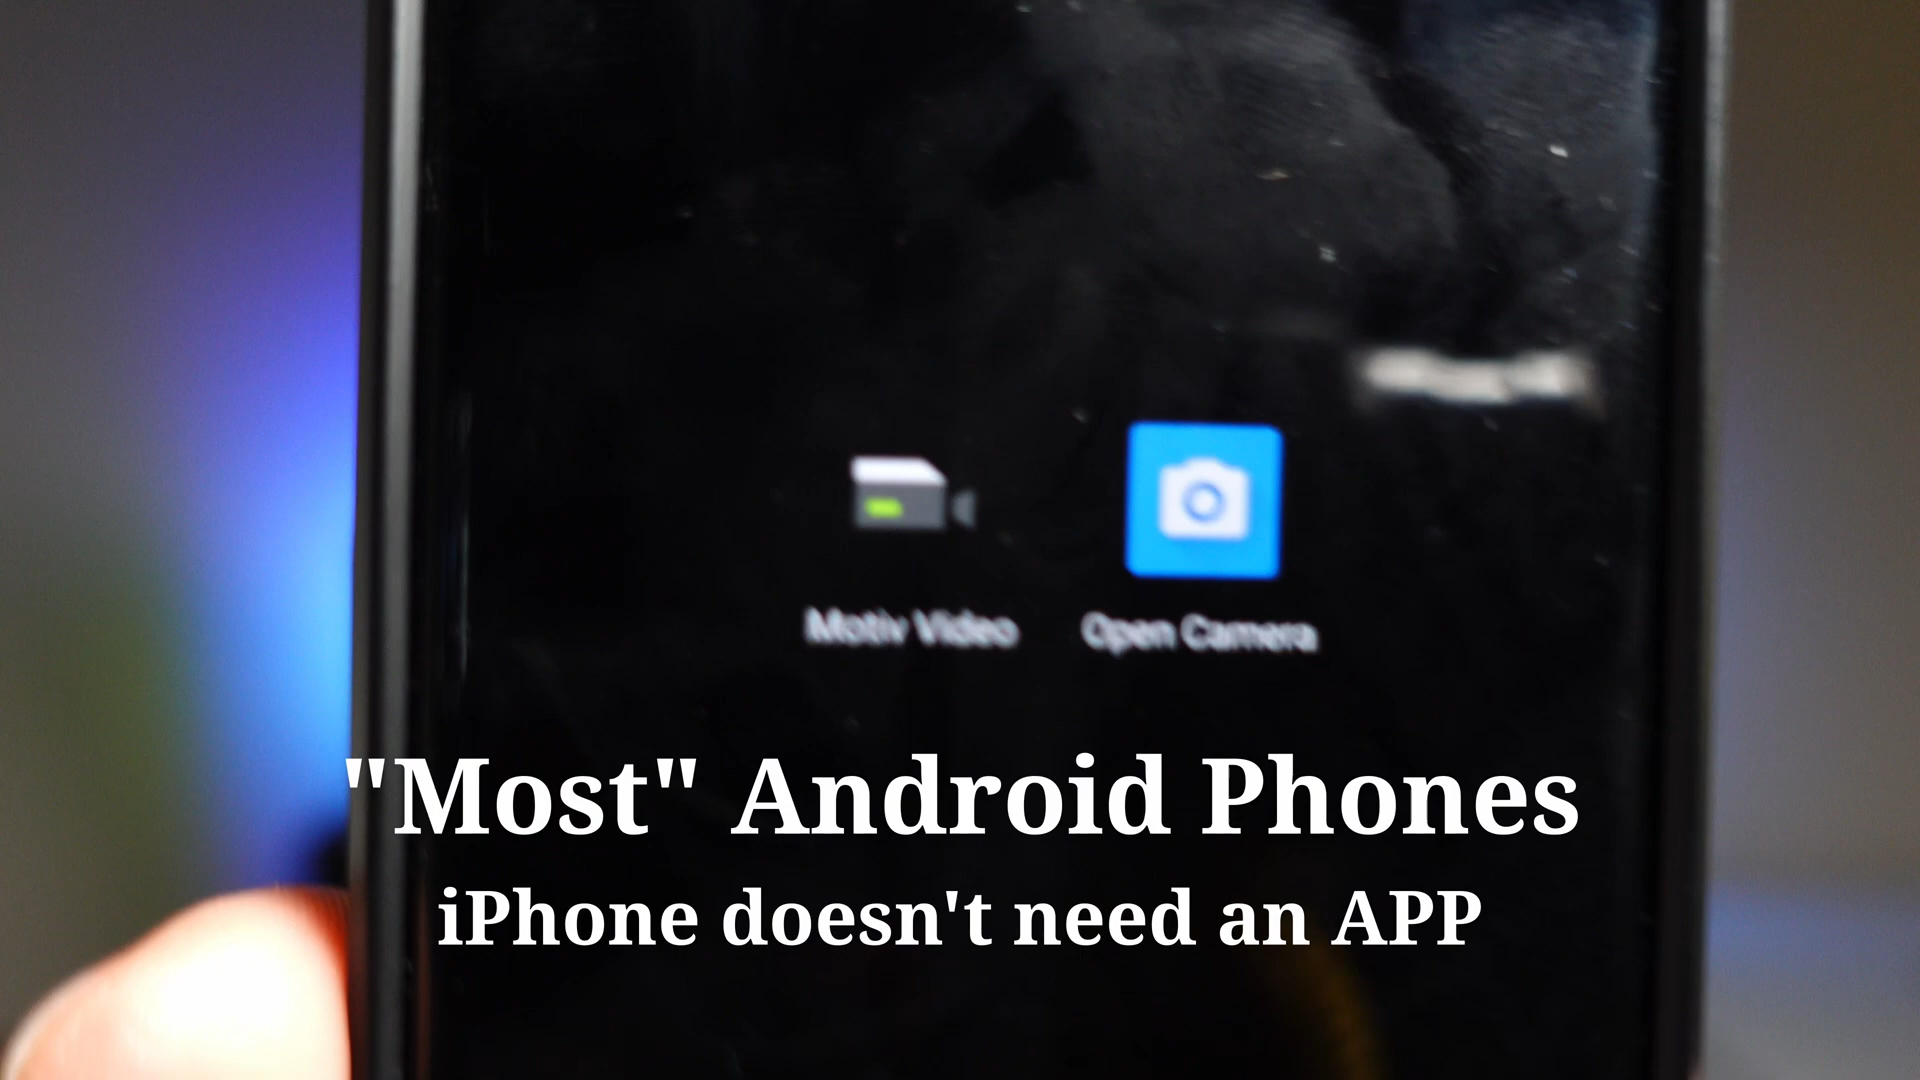 Motiv Video
Open Camera
"Most" Android Phones
iPhone doesn't need an APP